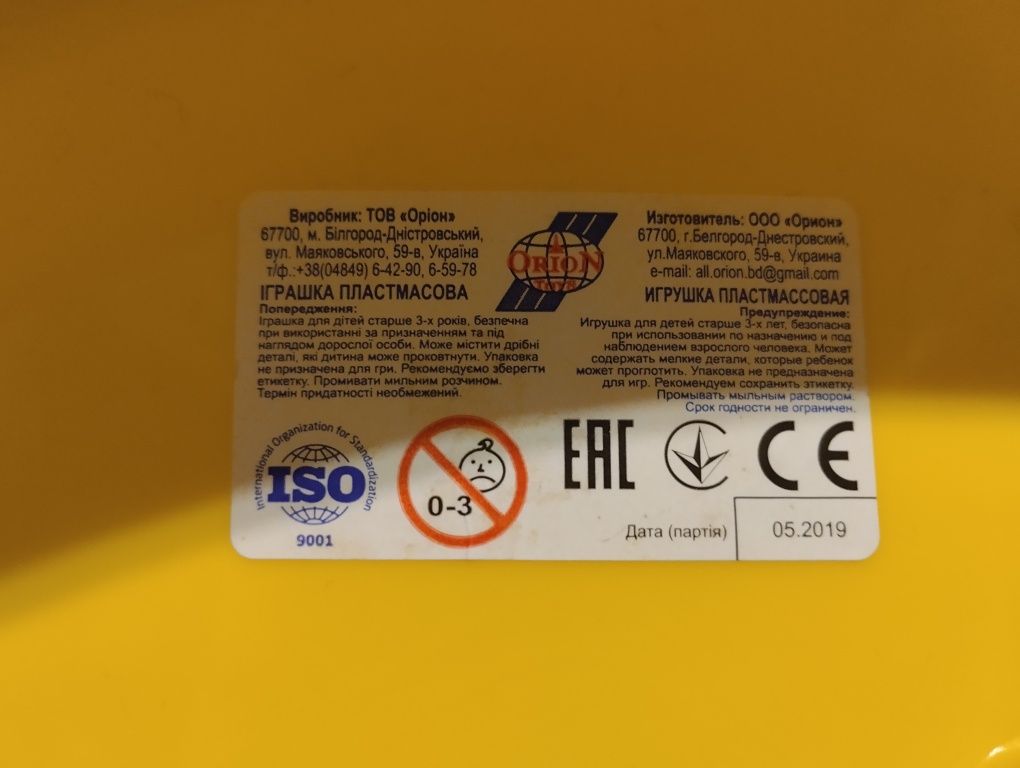 Виробник: ТОВ «Оріон»
67700, м. Білгород-Дністровський,
вул. Маяковського, 59-в, Україна
т/ф.:+38(04849) 6-42-90, 6-59-78
ІГРАШКА ПЛАСТМАСОВА
Попередження:
Іграшка для дітей старше 3-х років, безпечна
при використанні за призначенням та під
наглядом дорослої особи. Може містити дрібні
деталі, які дитина може проковтнути. Упаковка
не призначена для гри. Рекомендуємо зберегти
етикетку. Промивати мильним розчином.
Термін придатності необмежений.
ORION
TOYS
Изготовитель: ООО «Орион»
67700, г.Белгород-Днестровский,
ул.Маяковского, 59-в, Украина
e-mail: all.orion.bd@gmail.com
ИГРУШКА ПЛАСТМАССОВАЯ
Предупреждение:
Игрушка для детей старше 3-х лет, безопасна
при использовании по назначению и под
наблюдением взрослого человека. Может
содержать мелкие детали, которые ребенок
может проглотить. Упаковка не предназначена
для игр. Рекомендуем сохранить этикетку.
Промывать мыльным раствором.
Срок годности не ограничен.
International Organization for Standardization
ISO
9001
0-3
EAC
CE
Дата (партія)
05.2019